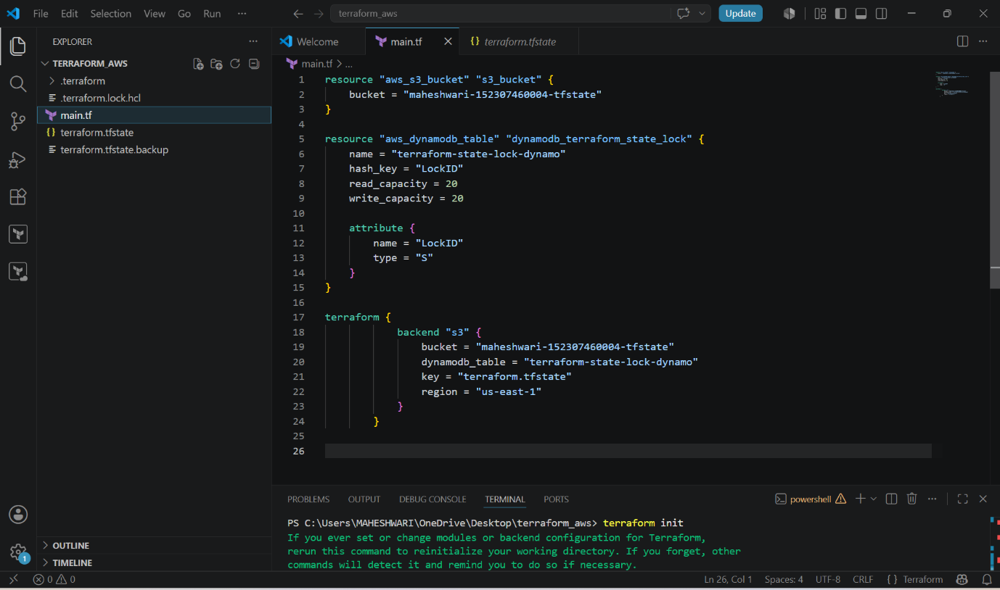 File Edit Selection View Go Run ··· terraform_aws Update
EXPLORER ···
TERRAFORM_AWS
.terraform
.terraform.lock.hcl
main.tf
{} terraform.tfstate
terraform.tfstate.backup
OUTLINE
TIMELINE
Welcome main.tf {} terraform.tfstate ···
main.tf > ...
1 resource "aws_s3_bucket" "s3_bucket" {
2 bucket = "maheshwari-152307460004-tfstate"
3 }
4
5 resource "aws_dynamodb_table" "dynamodb_terraform_state_lock" {
6 name = "terraform-state-lock-dynamo"
7 hash_key = "LockID"
8 read_capacity = 20
9 write_capacity = 20
10
11 attribute {
12 name = "LockID"
13 type = "S"
14 }
15 }
16
17 terraform {
18 backend "s3" {
19 bucket = "maheshwari-152307460004-tfstate"
20 dynamodb_table = "terraform-state-lock-dynamo"
21 key = "terraform.tfstate"
22 region = "us-east-1"
23 }
24 }
25
26
PROBLEMS OUTPUT DEBUG CONSOLE TERMINAL PORTS powershell ···
PS C:\Users\MAHESHWARI\OneDrive\Desktop\terraform_aws> terraform init
If you ever set or change modules or backend configuration for Terraform,
rerun this command to reinitialize your working directory. If you forget, other
commands will detect it and remind you to do so if necessary.
1
0 0 Ln 26, Col 1 Spaces: 4 UTF-8 CRLF {} Terraform